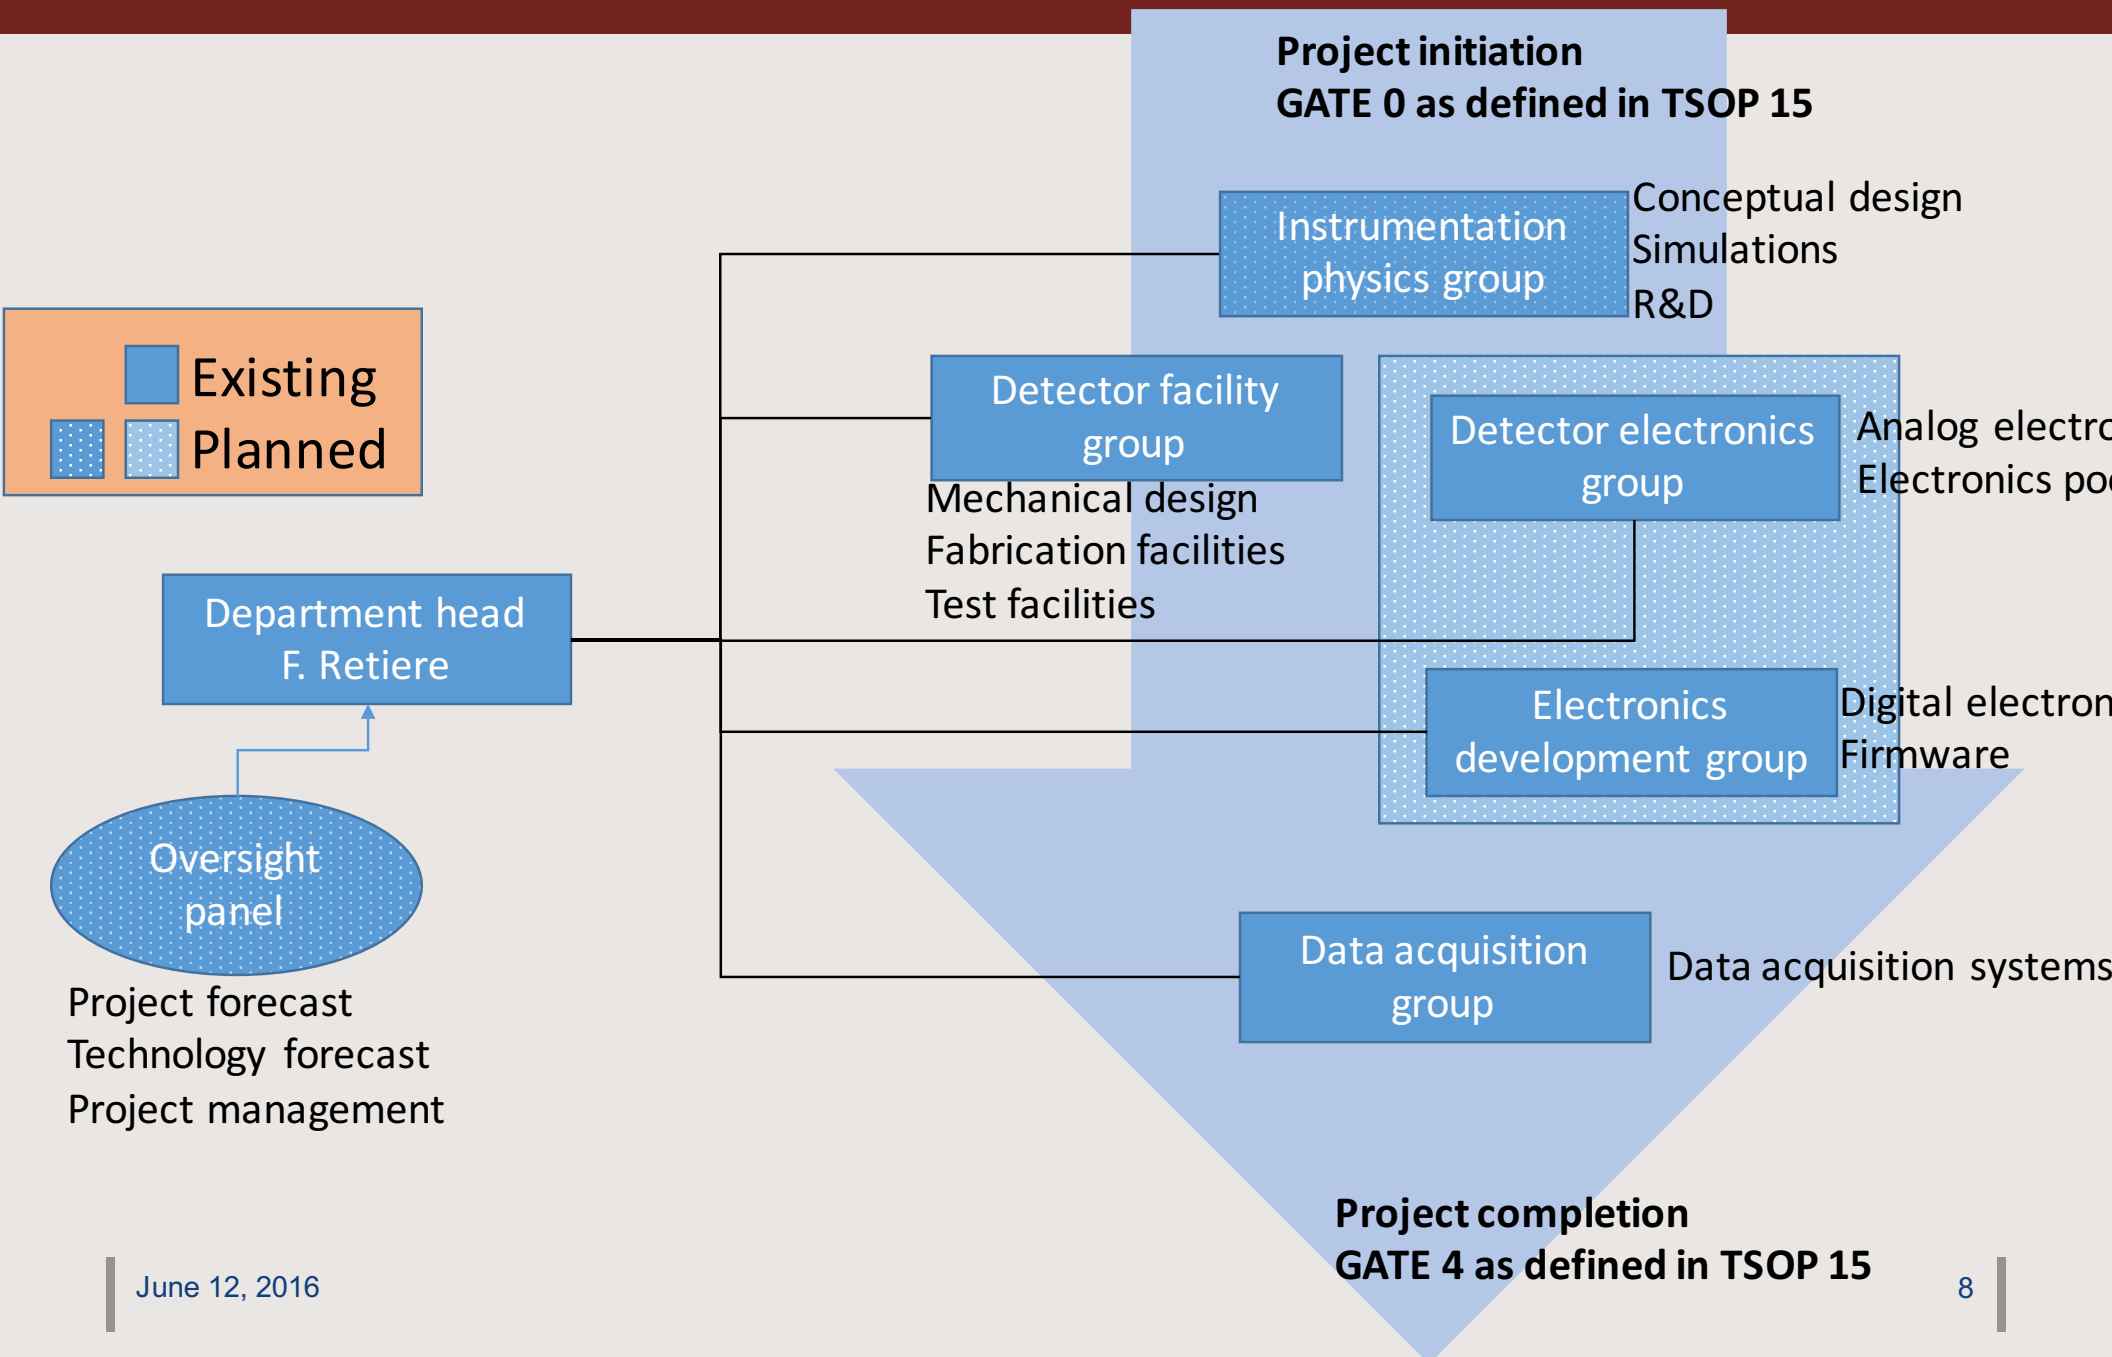 Project initiation
GATE 0 as defined in TSOP 15
Instrumentation
physics group
Conceptual design
Simulations
R&D
Existing
Planned
Detector facility
group
Mechanical design
Fabrication facilities
Test facilities
Detector electronics
group
Analog
Electronics
Department head
F. Retiere
Electronics
development group
Digital
Firmware
Oversight
panel
Project forecast
Technology forecast
Project management
Data acquisition
group
Data acquisition systems
Project completion
GATE 4 as defined in TSOP 15
June 12, 2016
8